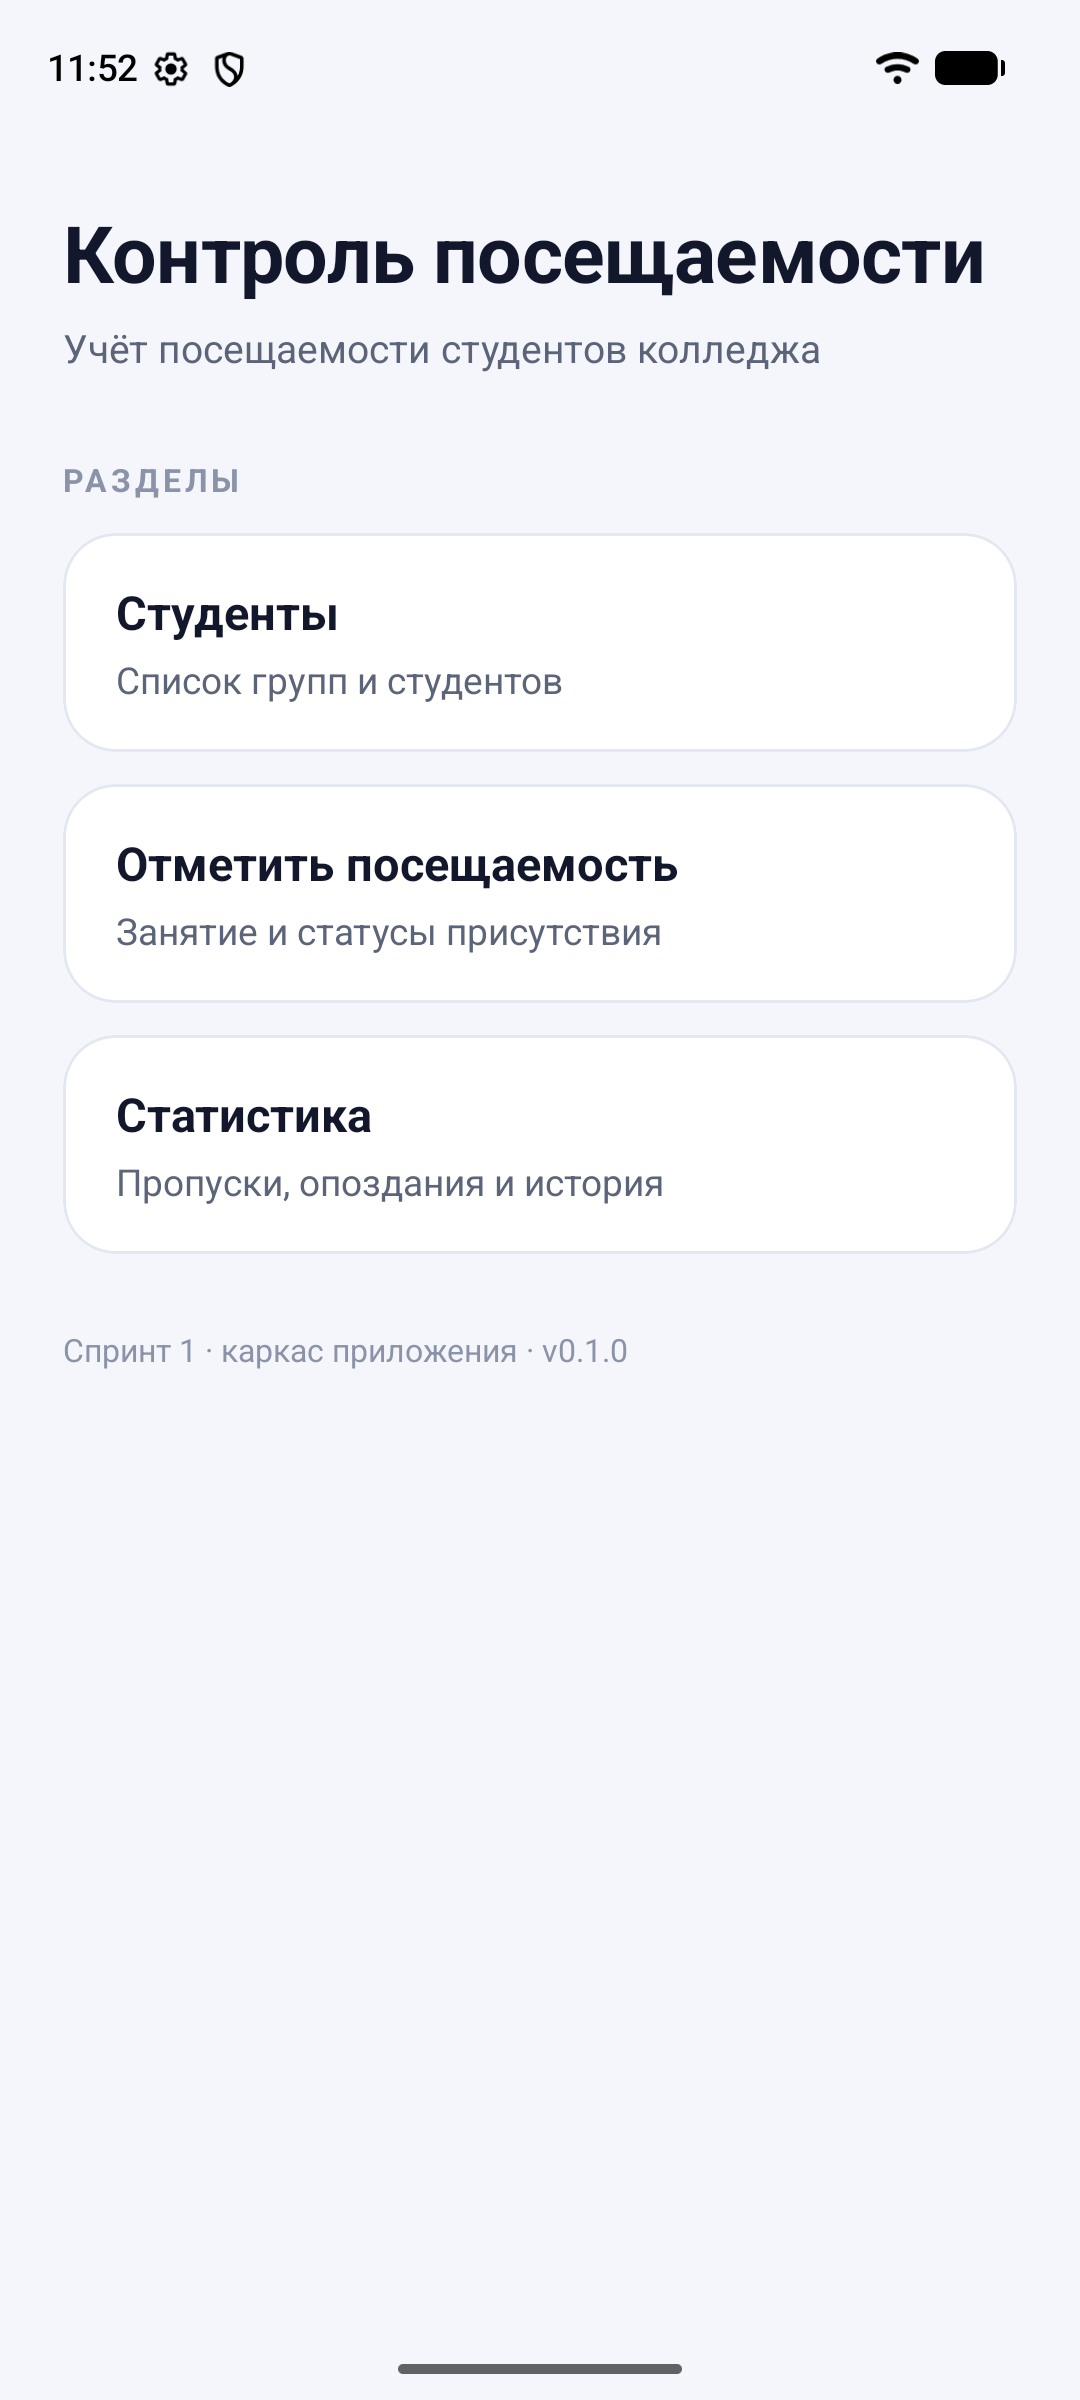 11:52
Контроль посещаемости
Учёт посещаемости студентов колледжа
РАЗДЕЛЫ
Студенты
Список групп и студентов
Отметить посещаемость
Занятие и статусы присутствия
Статистика
Пропуски, опоздания и история
Спринт 1 · каркас приложения · v0.1.0